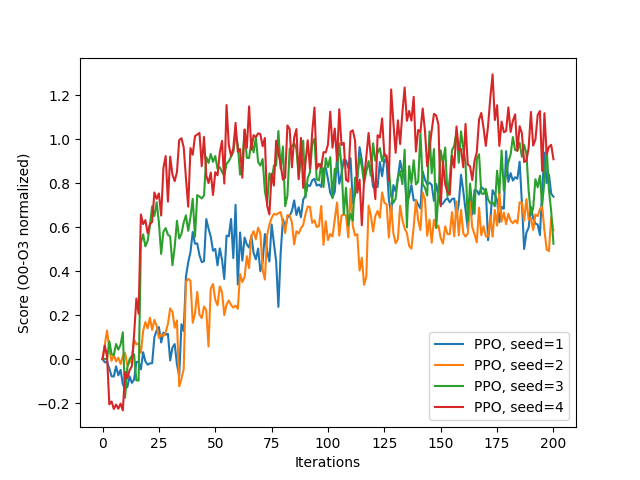 Score (O0-O3 normalized)
1.2
1.0
0.8
0.6
0.4
0.2
0.0
−0.2
0 25 50 75 100 125 150 175 200
Iterations
PPO, seed=1
PPO, seed=2
PPO, seed=3
PPO, seed=4